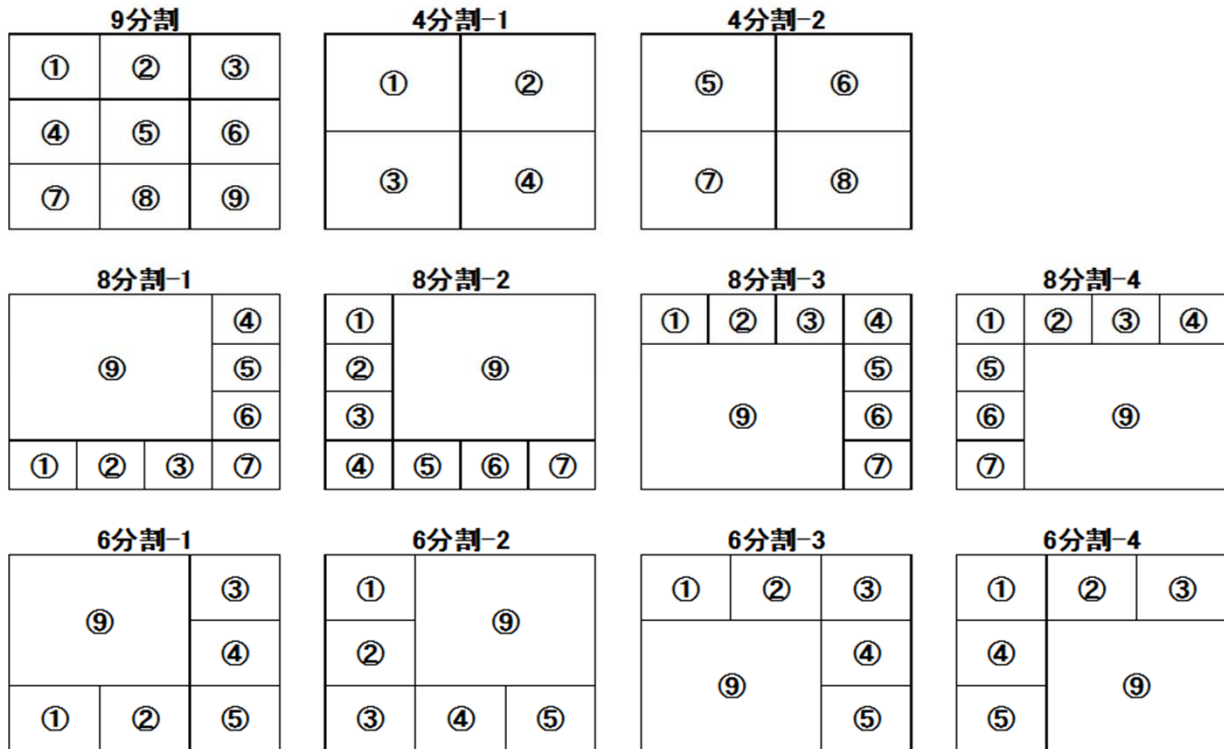 9分割 4分割-1 4分割-2
① ② ③ ① ② ⑤ ⑥
④ ⑤ ⑥
⑦ ⑧ ⑨ ③ ④ ⑦ ⑧
8分割-1 8分割-2 8分割-3 8分割-4
④ ① ① ② ③ ④ ① ② ③ ④
⑨ ⑤ ② ⑨ ⑤ ⑤
⑥ ③ ⑨ ⑥ ⑥ ⑨
① ② ③ ⑦ ④ ⑤ ⑥ ⑦ ⑦ ⑦
6分割-1 6分割-2 6分割-3 6分割-4
③ ① ① ② ③ ① ② ③
⑨ ④ ② ⑨ ④ ④
① ② ⑤ ③ ④ ⑤ ⑨ ⑤ ⑤ ⑨